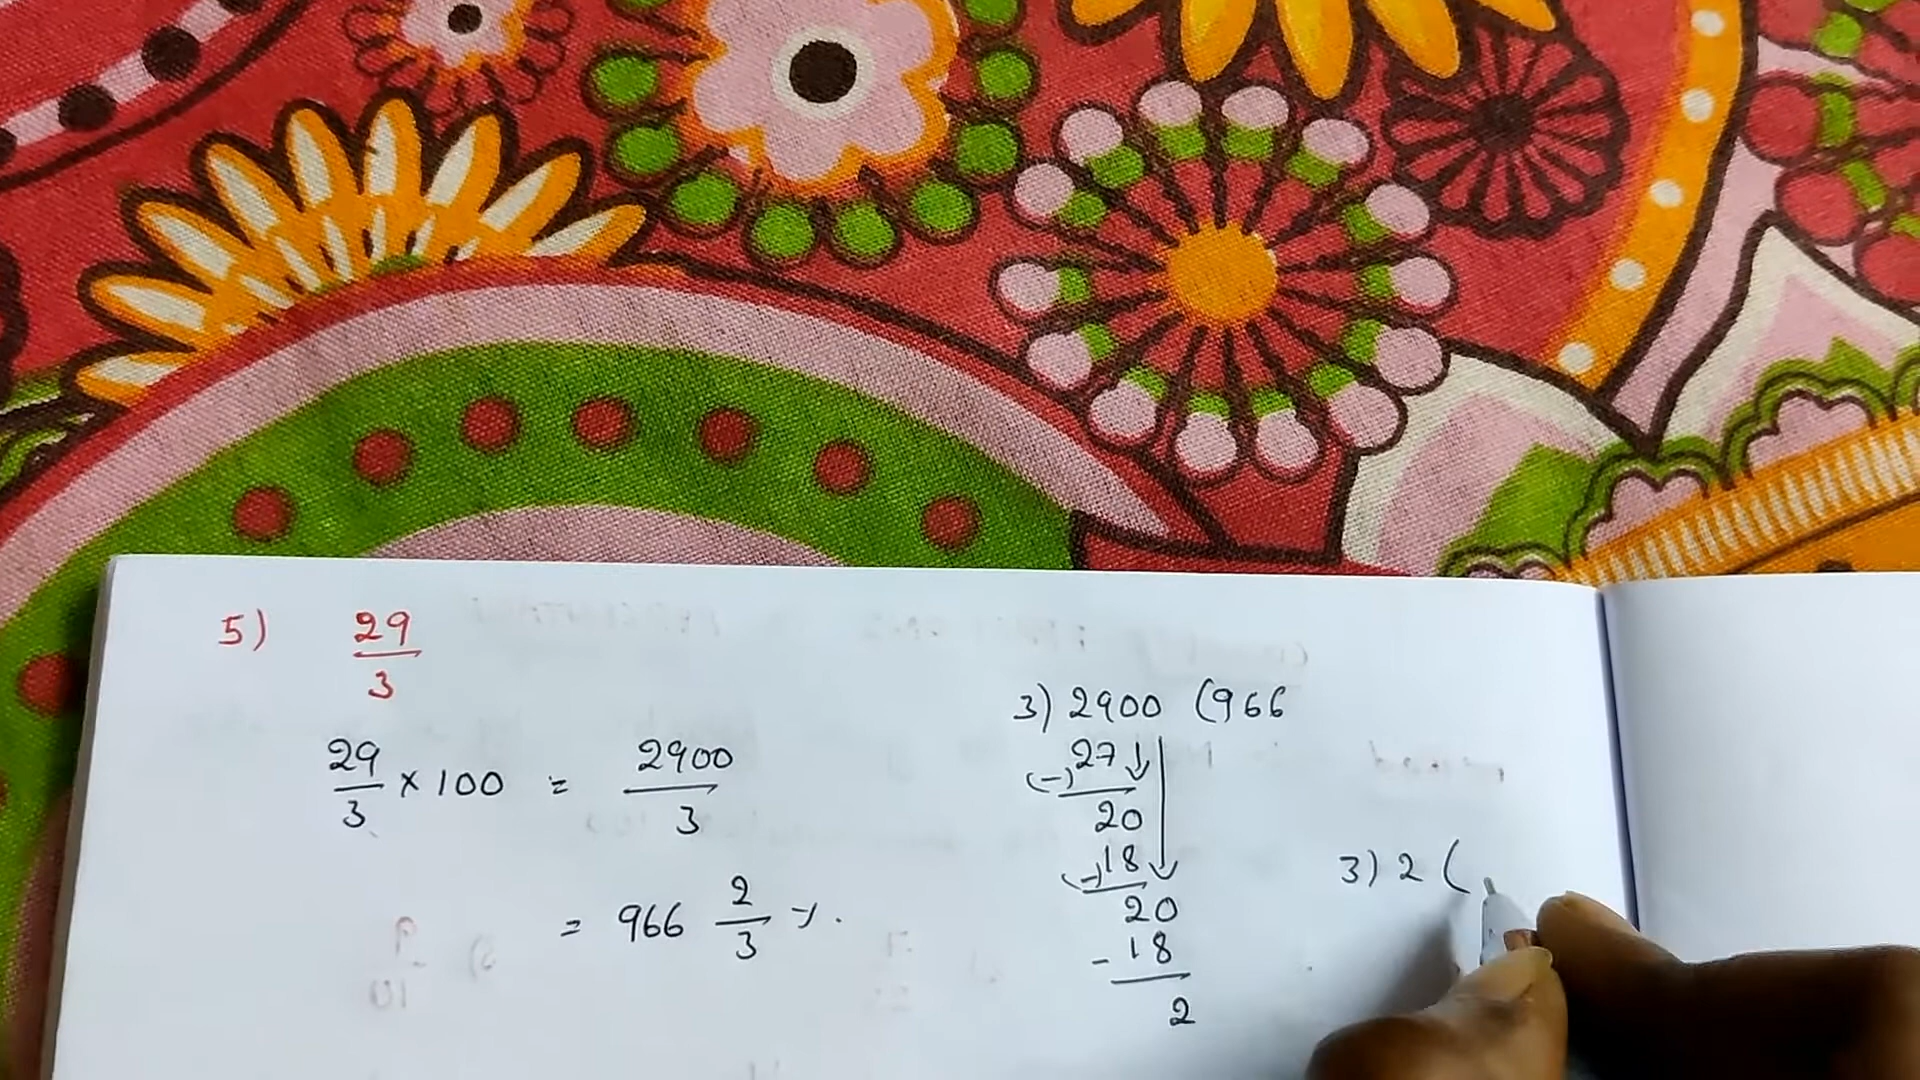 5) 29/3
29/3 × 100 = 2900/3
= 966 2/3 %.
3) 2900 (966
(-) 27
20
(-) 18
20
- 18
2
3) 2 (